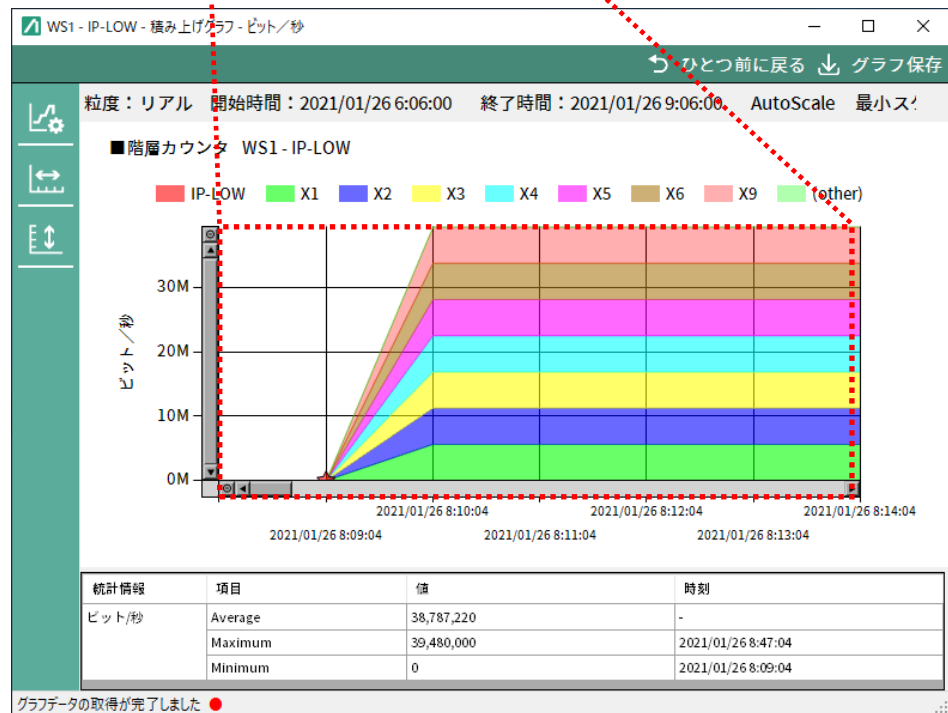 WS1 - IP-LOW - 積み上げグラフ - ビット／秒
ひとつ前に戻る グラフ保存
粒度：リアル 開始時間：2021/01/26 6:06:00 終了時間：2021/01/26 9:06:00 AutoScale 最小スケ
■階層カウンタ WS1 - IP-LOW
IP-LOW X1 X2 X3 X4 X5 X6 X9 (other)
ビット／秒
30M
20M
10M
0M
2021/01/26 8:10:04 2021/01/26 8:12:04 2021/01/26 8:14:04
2021/01/26 8:09:04 2021/01/26 8:11:04 2021/01/26 8:13:04
統計情報 項目 値 時刻
ビット/秒 Average 38,787,220 -
Maximum 39,480,000 2021/01/26 8:47:04
Minimum 0 2021/01/26 8:09:04
グラフデータの取得が完了しました